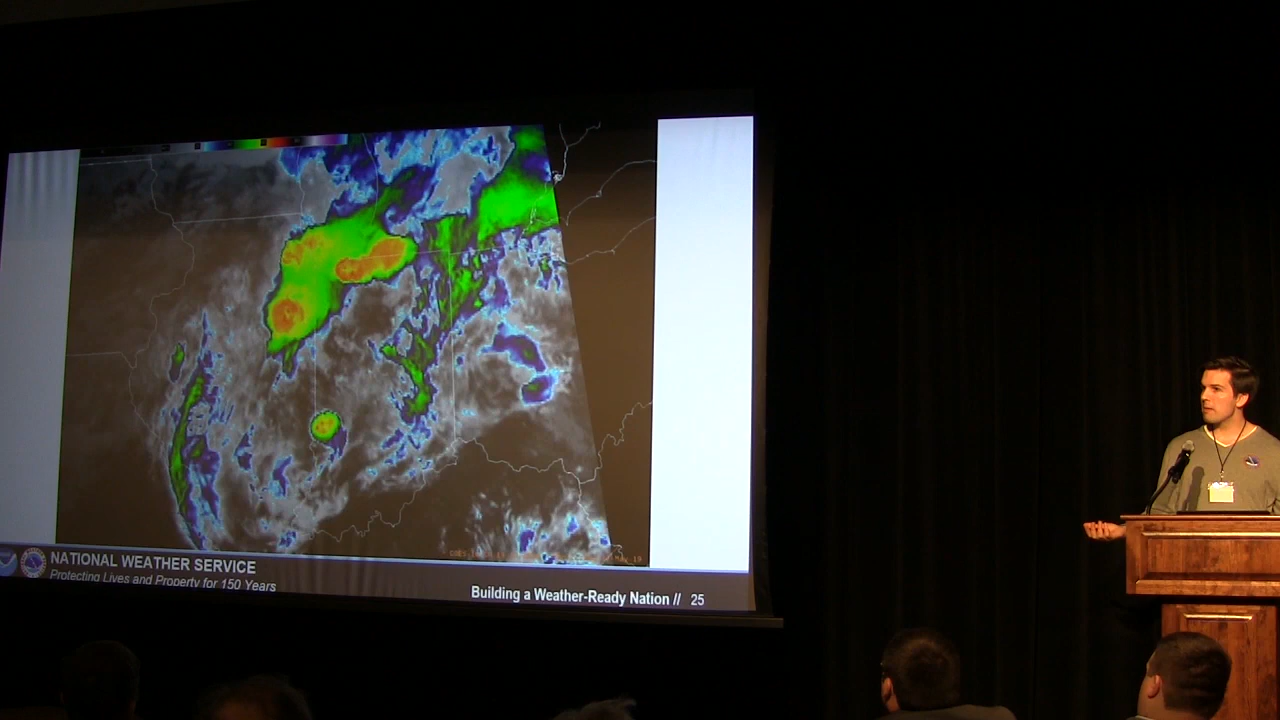 NATIONAL WEATHER SERVICE
Protecting Lives and Property for 150 Years
Building a Weather-Ready Nation // 25